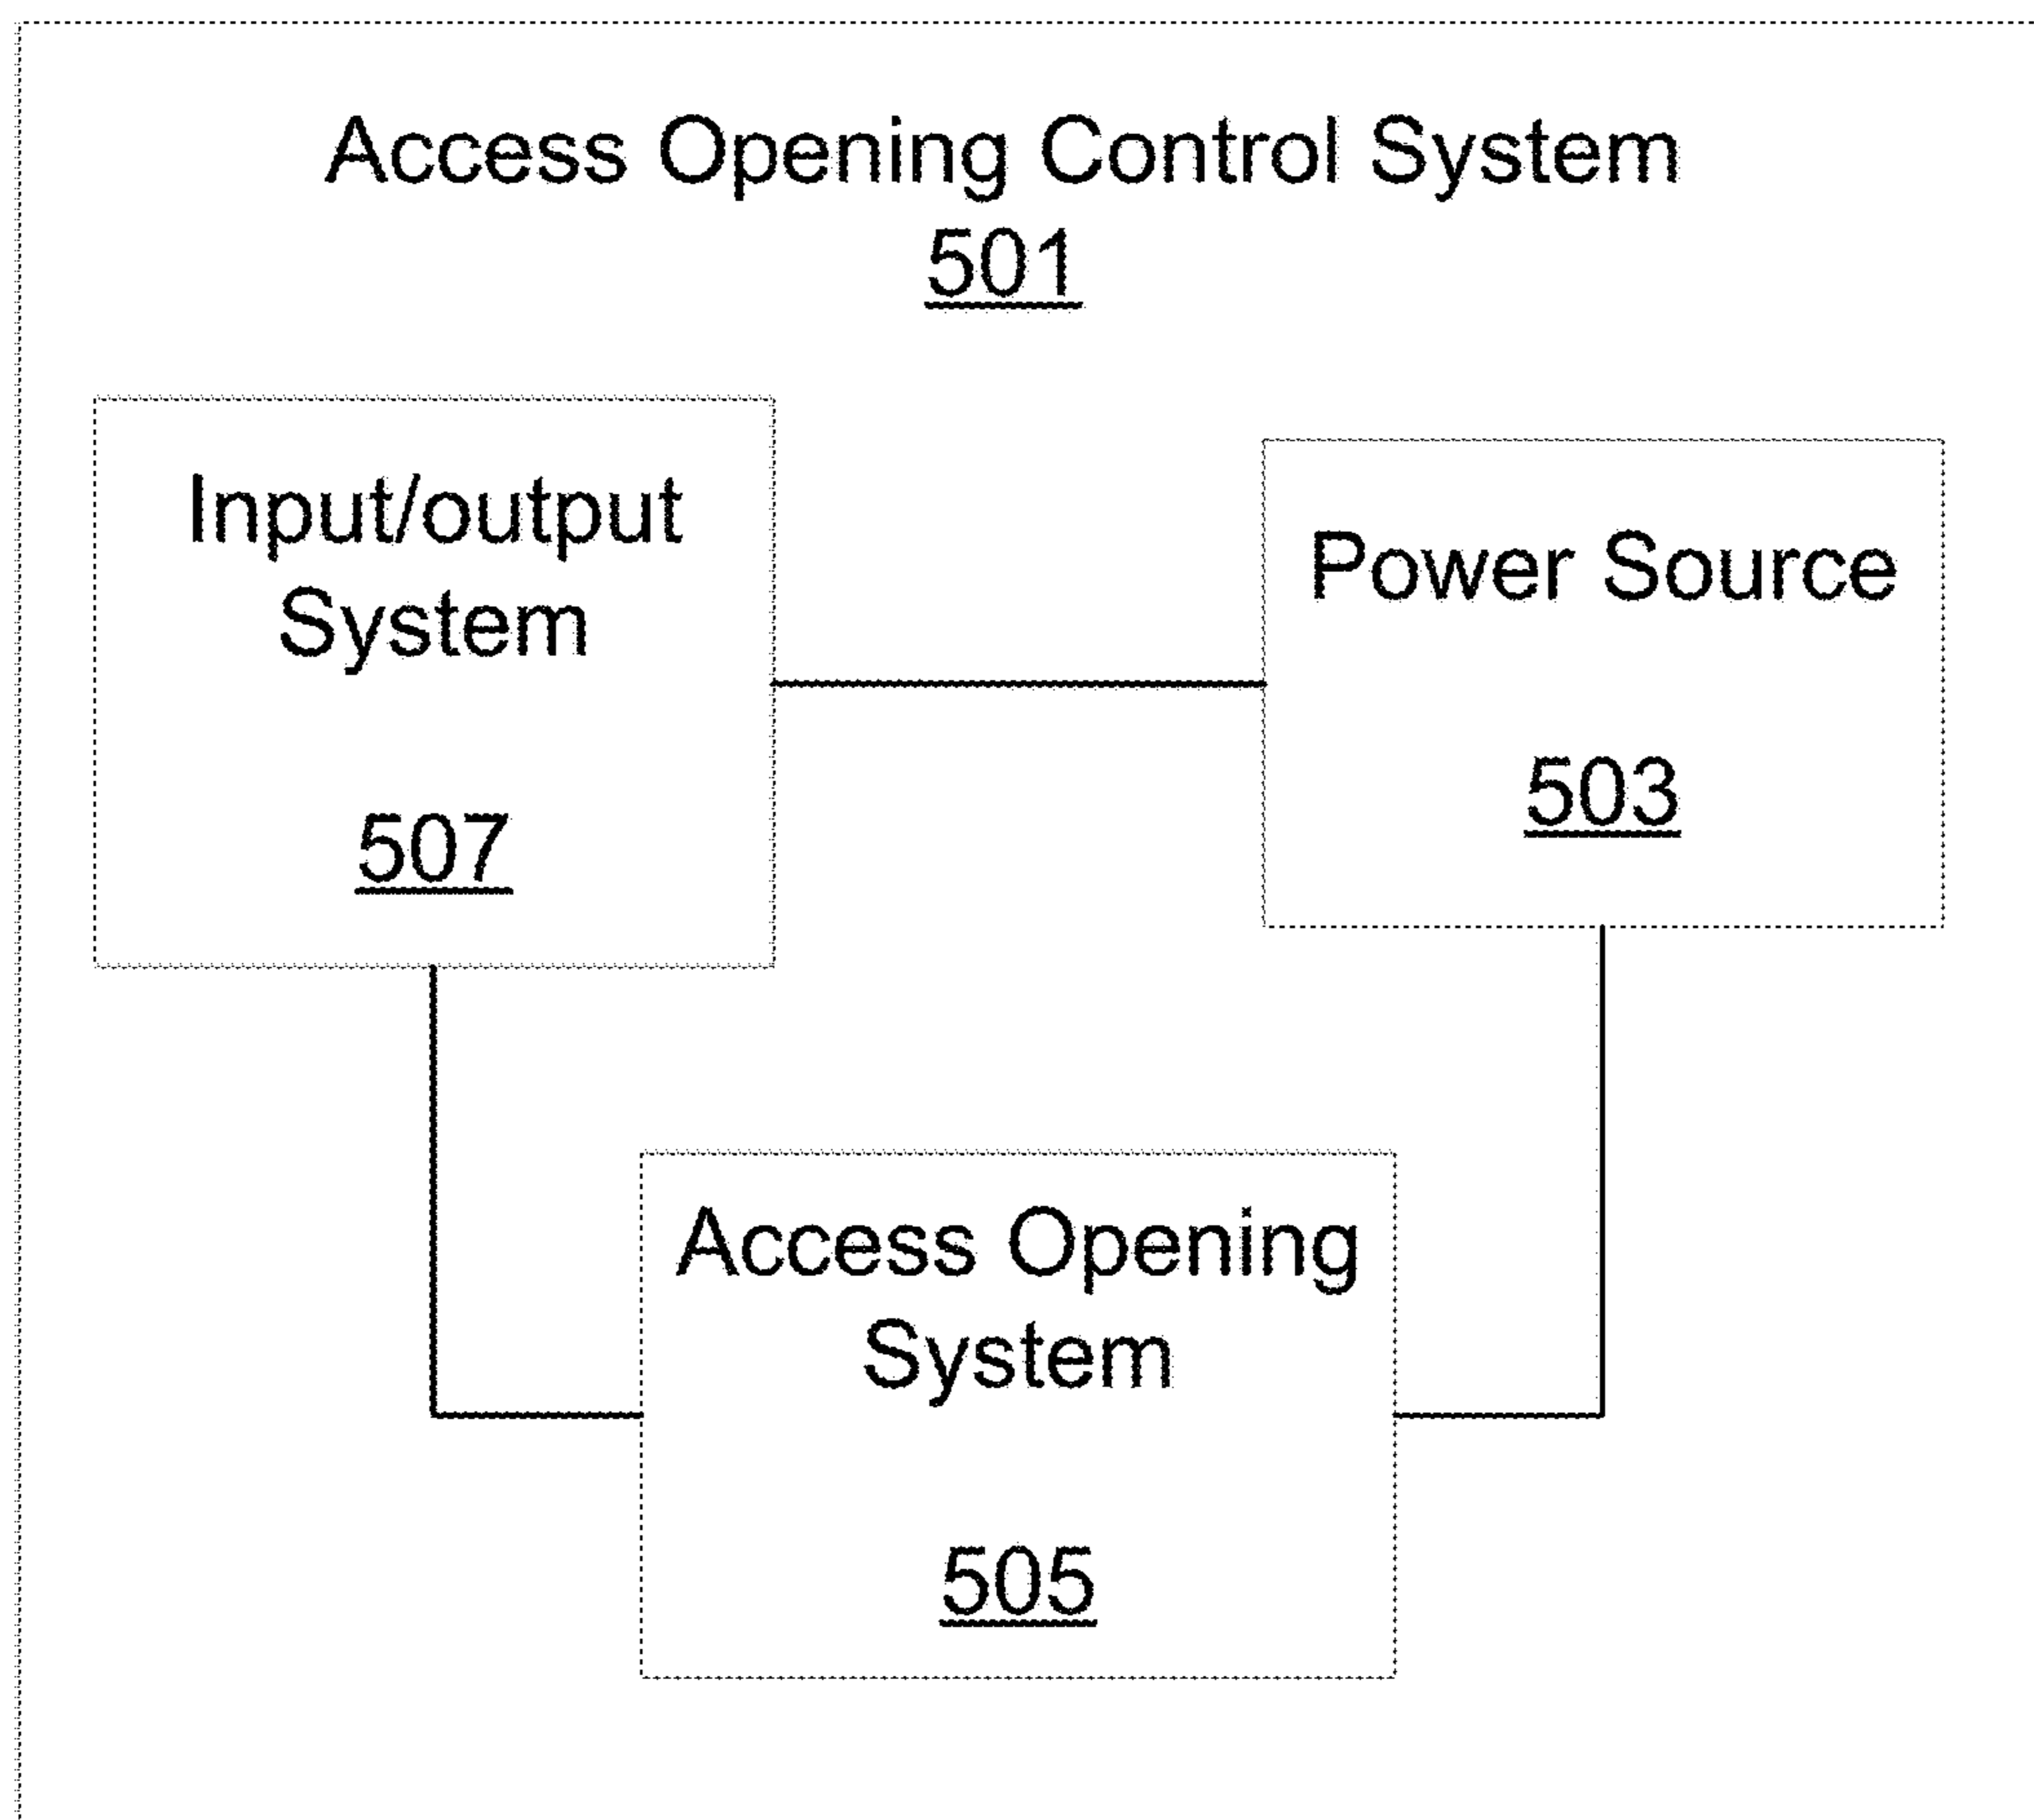 Access Opening Control System
501
Input/output
System
507
Power Source
503
Access Opening
System
505